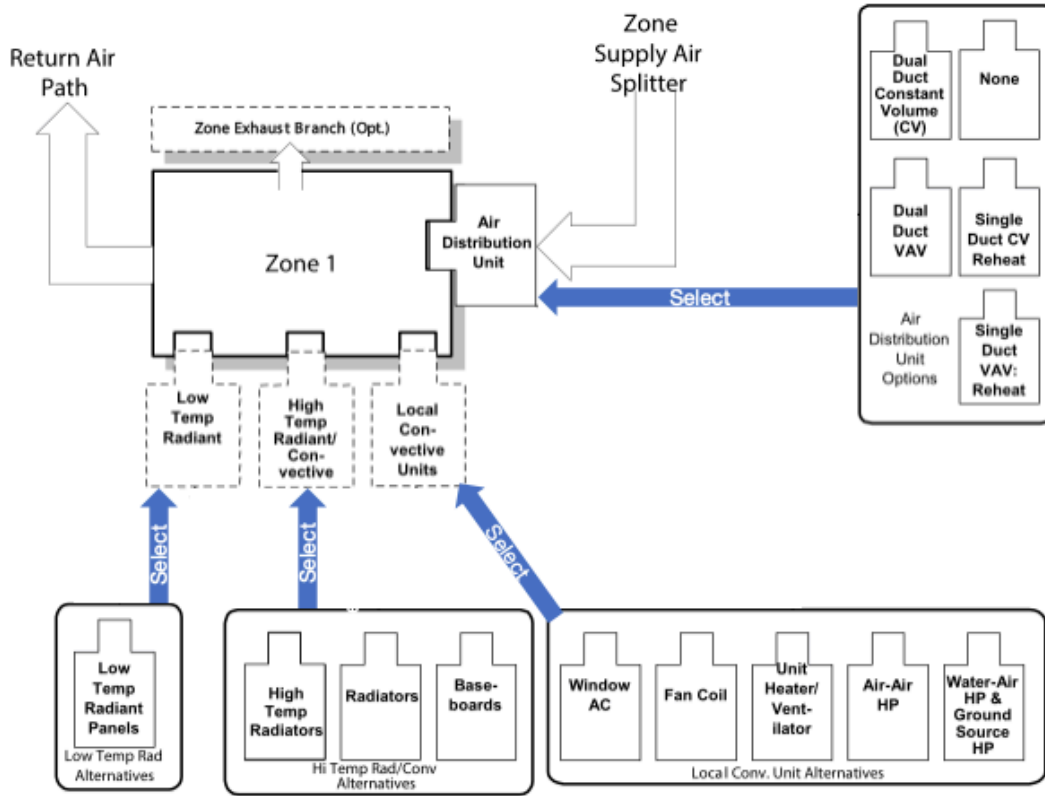 Return Air
Path
Zone
Supply Air
Splitter
Zone Exhaust Branch (Opt.)
Zone 1
Air
Distribution
Unit
Select
Dual
Duct
Constant
Volume
(CV)
None
Dual
Duct
VAV
Single
Duct CV
Reheat
Air
Distribution
Unit
Options
Single
Duct
VAV:
Reheat
Low
Temp
Radiant
High
Temp
Radiant/
Con-
vective
Local
Con-
vective
Units
Select
Select
Select
Low
Temp
Radiant
Panels
Low Temp Rad
Alternatives
High
Temp
Radiators
Radiators
Base-
boards
Hi Temp Rad/Conv
Alternatives
Window
AC
Fan Coil
Unit
Heater/
Vent-
ilator
Air-Air
HP
Water-Air
HP &
Ground
Source
HP
Local Conv. Unit Alternatives